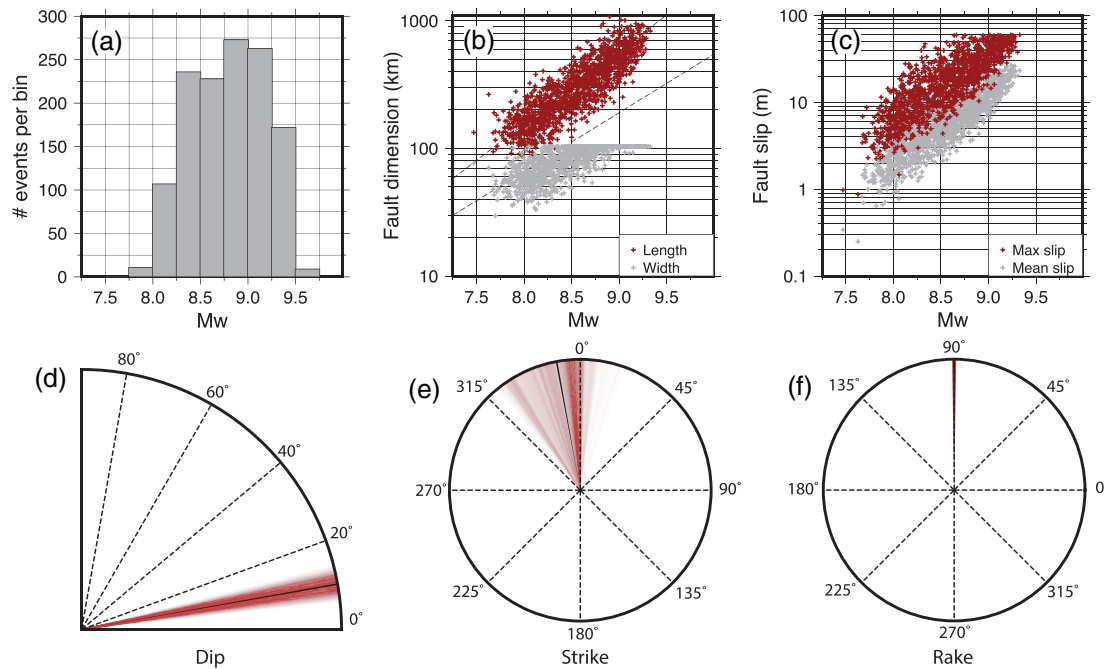 (a)
300
250
200
150
100
50
0
# events per bin
7.5 8.0 8.5 9.0 9.5
Mw
(b)
1000
100
10
Fault dimension (km)
Length
Width
7.5 8.0 8.5 9.0 9.5
Mw
(c)
100
10
1
0.1
Fault slip (m)
Max slip
Mean slip
7.5 8.0 8.5 9.0 9.5
Mw
(d)
80°
60°
40°
20°
0°
Dip
(e)
0°
315° 45°
270° 90°
225° 135°
180°
Strike
(f)
90°
135° 45°
180° 0
225° 315°
270°
Rake